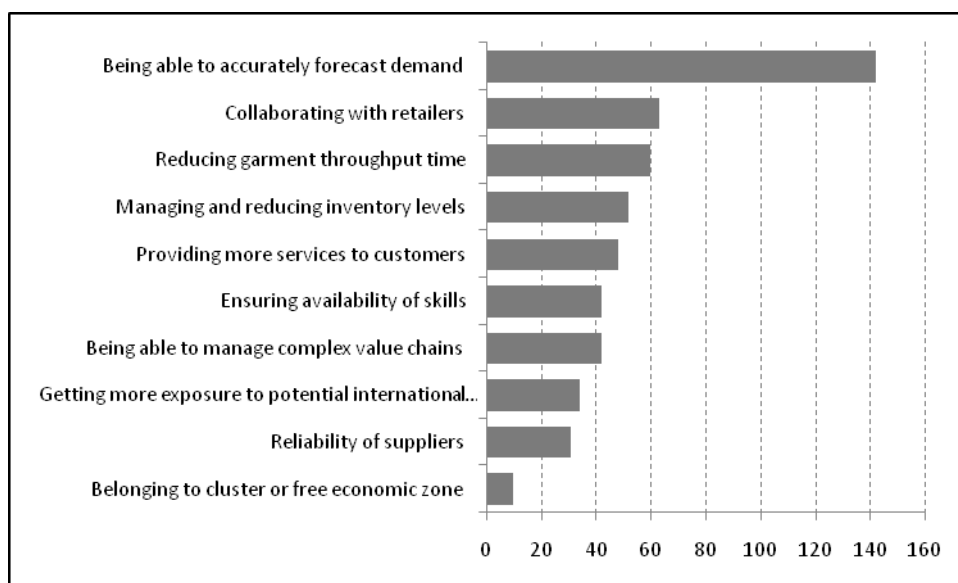 Being able to accurately forecast demand
Collaborating with retailers
Reducing garment throughput time
Managing and reducing inventory levels
Providing more services to customers
Ensuring availability of skills
Being able to manage complex value chains
Getting more exposure to potential international...
Reliability of suppliers
Belonging to cluster or free economic zone
0 20 40 60 80 100 120 140 160